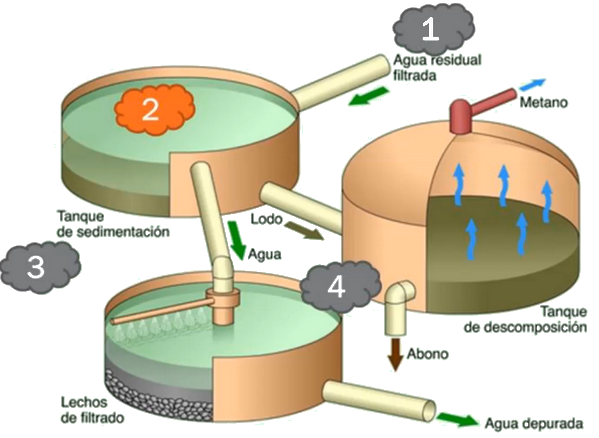 1
Agua residual
filtrada
Metano
2
Tanque
de sedimentación
Lodo
Agua
3
4
Tanque
de descomposición
Abono
Lechos
de filtrado
Agua depurada